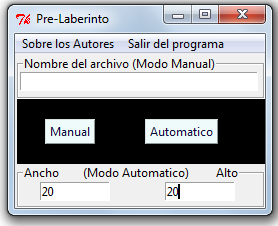 Pre-Laberinto
Sobre los Autores Salir del programa
Nombre del archivo (Modo Manual)
Manual Automatico
Ancho (Modo Automatico) Alto
20 20